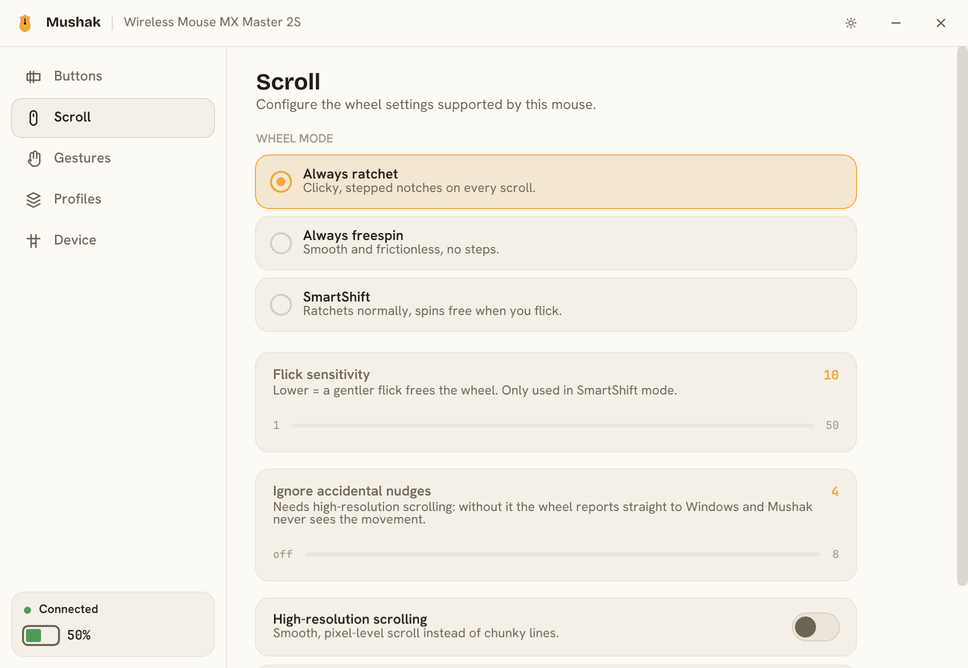 Mushak
Wireless Mouse MX Master 2S
Buttons
Scroll
Gestures
Profiles
Device
Connected
50%
Scroll
Configure the wheel settings supported by this mouse.
WHEEL MODE
Always ratchet
Clicky, stepped notches on every scroll.
Always freespin
Smooth and frictionless, no steps.
SmartShift
Ratchets normally, spins free when you flick.
Flick sensitivity
10
Lower = a gentler flick frees the wheel. Only used in SmartShift mode.
1
50
Ignore accidental nudges
4
Needs high-resolution scrolling: without it the wheel reports straight to Windows and Mushak
never sees the movement.
off
8
High-resolution scrolling
Smooth, pixel-level scroll instead of chunky lines.